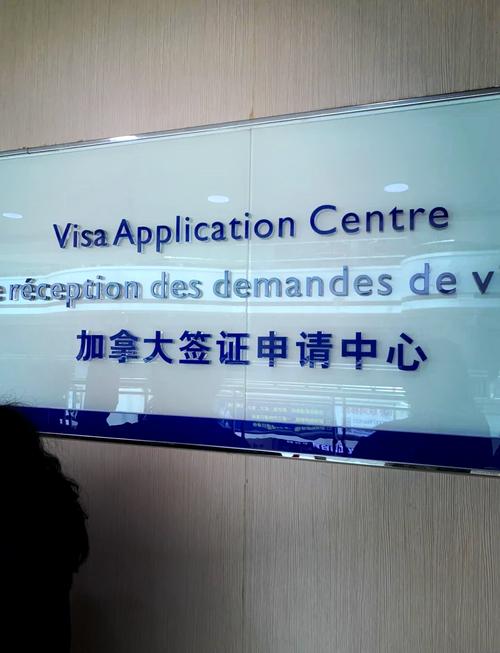 Visa Application Centre
réception des demandes de v
加拿大签证申请中心